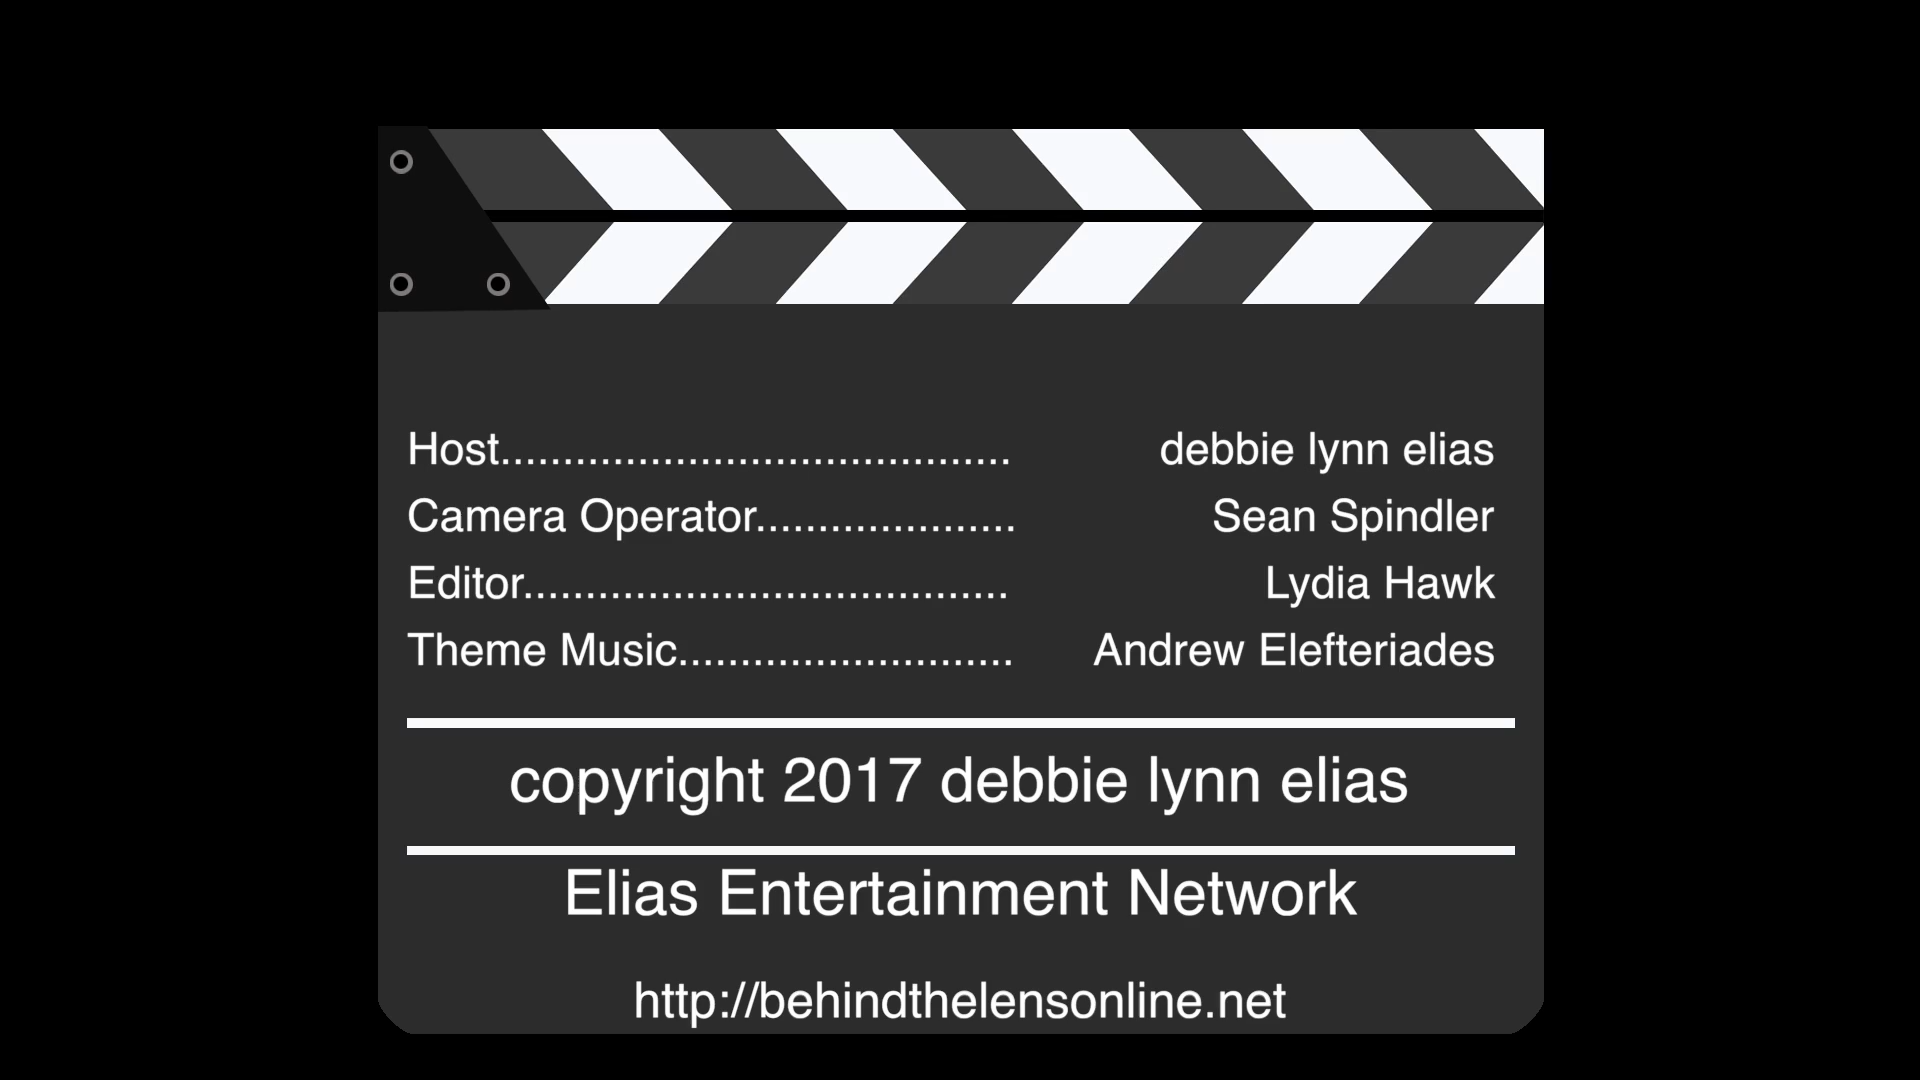 Host......................................... debbie lynn elias
Camera Operator..................... Sean Spindler
Editor....................................... Lydia Hawk
Theme Music........................... Andrew Elefteriades
copyright 2017 debbie lynn elias
Elias Entertainment Network
http://behindthelensonline.net